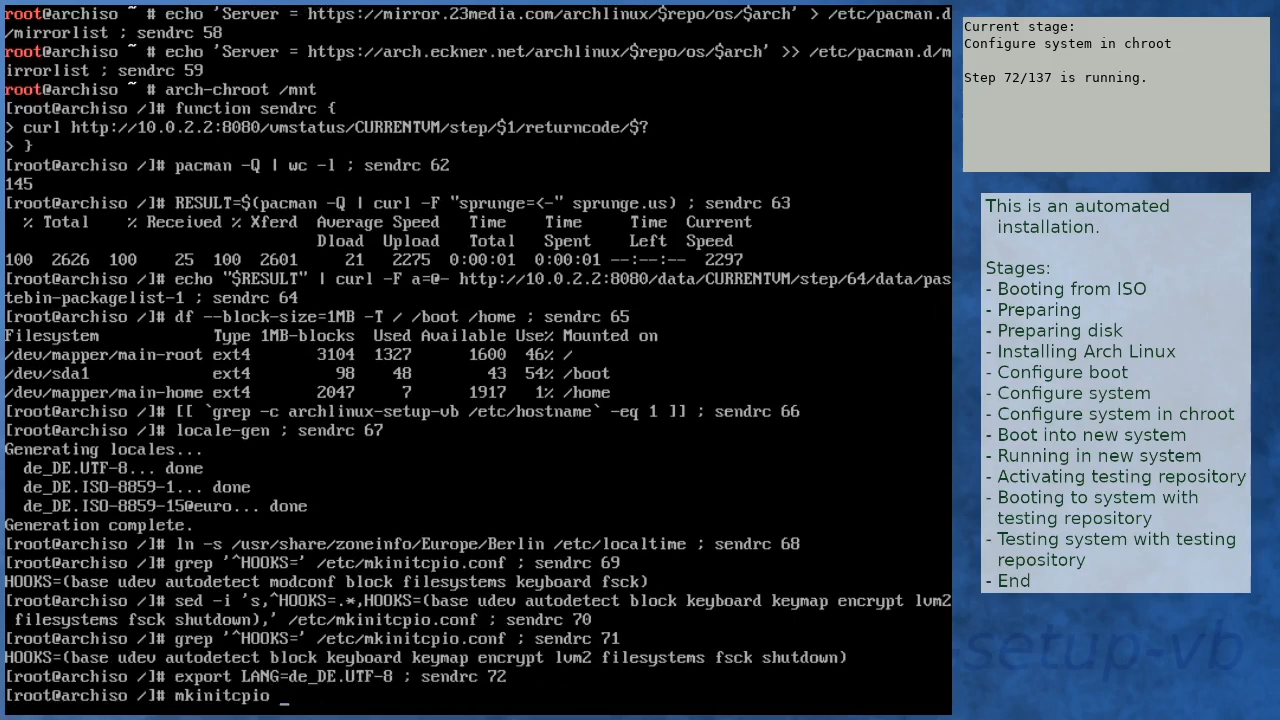 root@archiso ~ # echo 'Server = https://mirror.23media.com/archlinux/$repo/os/$arch' > /etc/pacman.d
/mirrorlist ; sendrc 58
root@archiso ~ # echo 'Server = https://arch.eckner.net/archlinux/$repo/os/$arch' >> /etc/pacman.d/m
irrorlist ; sendrc 59
root@archiso ~ # arch-chroot /mnt
[root@archiso /]# function sendrc {
> curl http://10.0.2.2:8080/vmstatus/CURRENTVM/step/$1/returncode/$?
> }
[root@archiso /]# pacman -Q | wc -l ; sendrc 62
145
[root@archiso /]# RESULT=$(pacman -Q | curl -F "sprunge=<-" sprunge.us) ; sendrc 63
  % Total    % Received % Xferd  Average Speed   Time    Time     Time  Current
                                 Dload  Upload   Total   Spent    Left  Speed
100  2626  100    25  100  2601     21   2275  0:00:01  0:00:01 --:--:--  2297
[root@archiso /]# echo "$RESULT" | curl -F a=@- http://10.0.2.2:8080/data/CURRENTVM/step/64/data/pas
tebin-packagelist-1 ; sendrc 64
[root@archiso /]# df --block-size=1MB -T / /boot /home ; sendrc 65
Filesystem            Type 1MB-blocks  Used Available Use% Mounted on
/dev/mapper/main-root ext4       3104  1327      1600  46% /
/dev/sda1             ext4         98    48        43  54% /boot
/dev/mapper/main-home ext4       2047     7      1917   1% /home
[root@archiso /]# [[ `grep -c archlinux-setup-vb /etc/hostname` -eq 1 ]] ; sendrc 66
[root@archiso /]# locale-gen ; sendrc 67
Generating locales...
  de_DE.UTF-8... done
  de_DE.ISO-8859-1... done
  de_DE.ISO-8859-15@euro... done
Generation complete.
[root@archiso /]# ln -s /usr/share/zoneinfo/Europe/Berlin /etc/localtime ; sendrc 68
[root@archiso /]# grep '^HOOKS=' /etc/mkinitcpio.conf ; sendrc 69
HOOKS=(base udev autodetect modconf block filesystems keyboard fsck)
[root@archiso /]# sed -i 's,^HOOKS=.*,HOOKS=(base udev autodetect block keyboard keymap encrypt lvm2
 filesystems fsck shutdown),' /etc/mkinitcpio.conf ; sendrc 70
[root@archiso /]# grep '^HOOKS=' /etc/mkinitcpio.conf ; sendrc 71
HOOKS=(base udev autodetect block keyboard keymap encrypt lvm2 filesystems fsck shutdown)
[root@archiso /]# export LANG=de_DE.UTF-8 ; sendrc 72
[root@archiso /]# mkinitcpio _
Current stage:
Configure system in chroot
Step 72/137 is running.
This is an automated
installation.
Stages:
- Booting from ISO
- Preparing
- Preparing disk
- Installing Arch Linux
- Configure boot
- Configure system
- Configure system in chroot
- Boot into new system
- Running in new system
- Activating testing repository
- Booting to system with
testing repository
- Testing system with testing
repository
- End
setup-vb